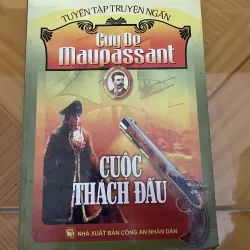 TUYỂN TẬP TRUYỆN NGẮN
Guy De
Maupassant
CUỘC
THÁCH ĐẤU
NHÀ XUẤT BẢN CÔNG AN NHÂN DÂN